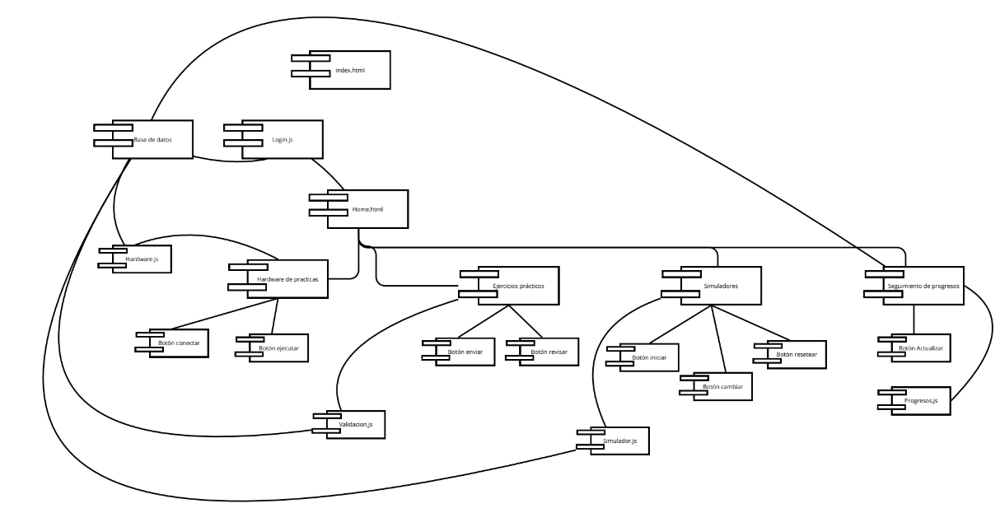 Index.html
Base de datos
Login.js
Home.html
Hardware.js
Hardware de practicas
Ejercicios prácticos
Simuladores
Seguimiento de progresos
Botón conectar
Botón ejecutar
Botón enviar
Botón revisar
Botón iniciar
Botón resetear
Botón Actualizar
Botón cambiar
Progresos.js
Validacion.js
Simulador.js